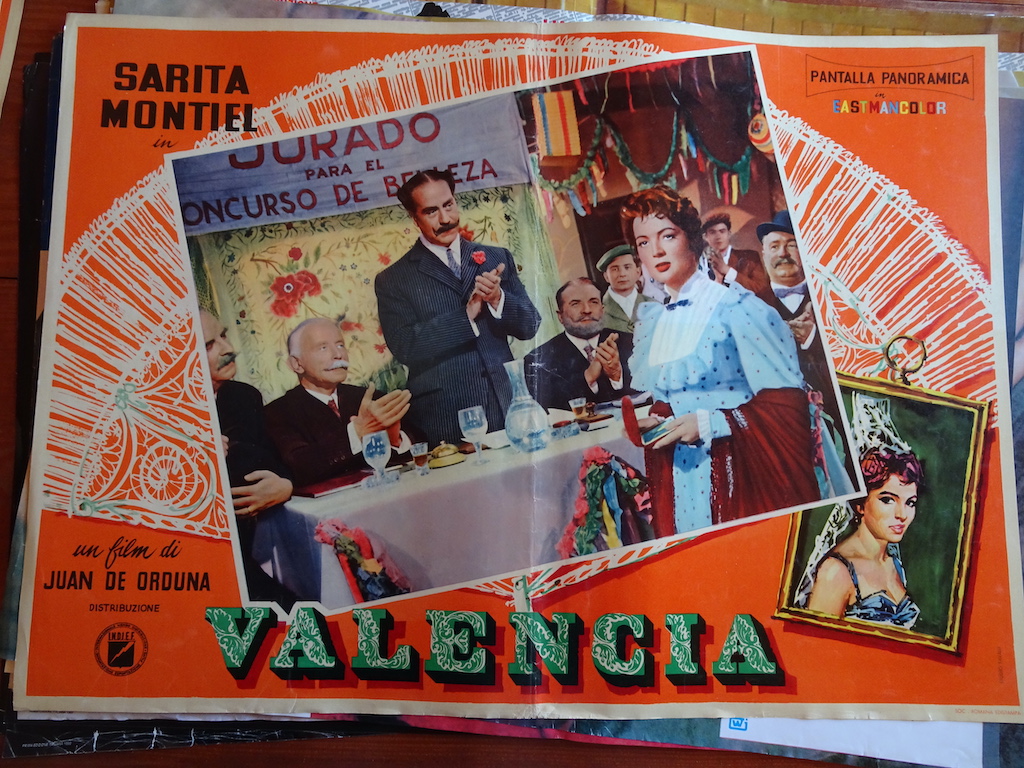 SARITA
MONTIEL
in
PANTALLA PANORAMICA
in
EASTMANCOLOR
JURADO
PARA EL
ONCURSO DE BELLEZA
un film di
JUAN DE ORDUNA
DISTRIBUZIONE
INDIEF
VALENCIA